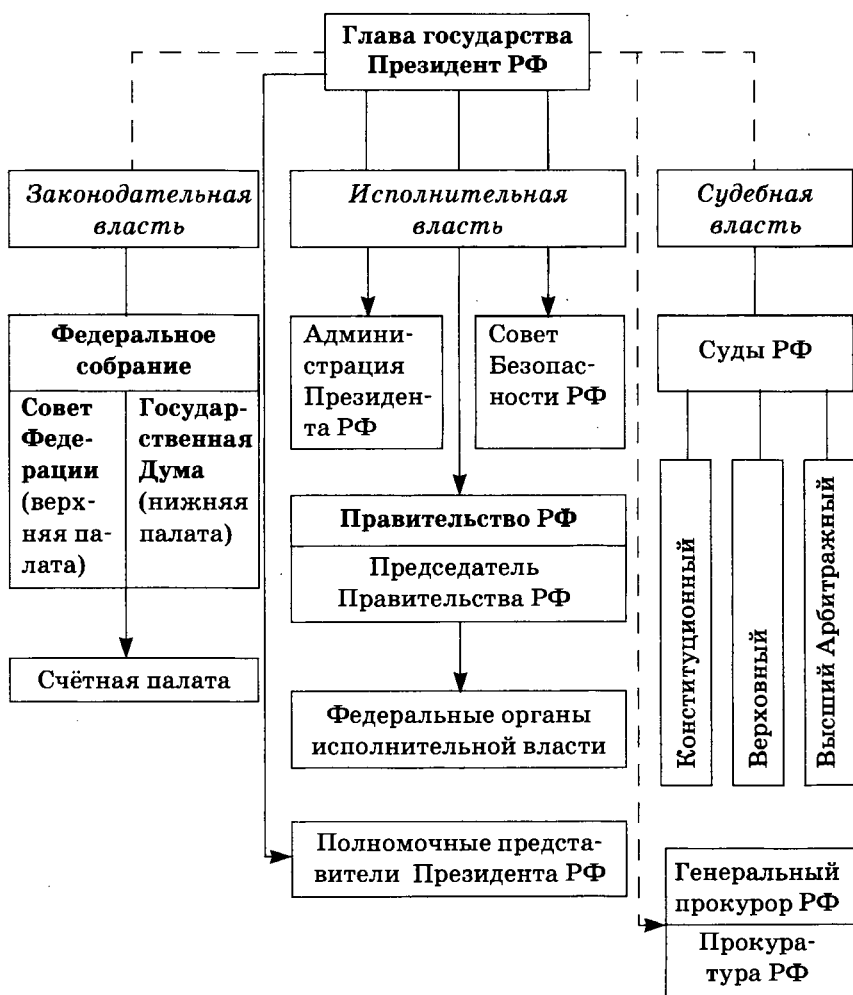 Глава государства
Президент РФ
Законодательная
власть
Исполнительная
власть
Судебная
власть
Федеральное
собрание
Совет
Феде-
рации
(верх-
няя па-
лата)
Государ-
ственная
Дума
(нижняя
палата)
Админи-
страция
Президен-
та РФ
Совет
Безопас-
ности РФ
Суды РФ
Правительство РФ
Председатель
Правительства РФ
Конституционный
Верховный
Высший Арбитражный
Счётная палата
Федеральные органы
исполнительной власти
Полномочные предста-
вители Президента РФ
Генеральный
прокурор РФ
Прокура-
тура РФ